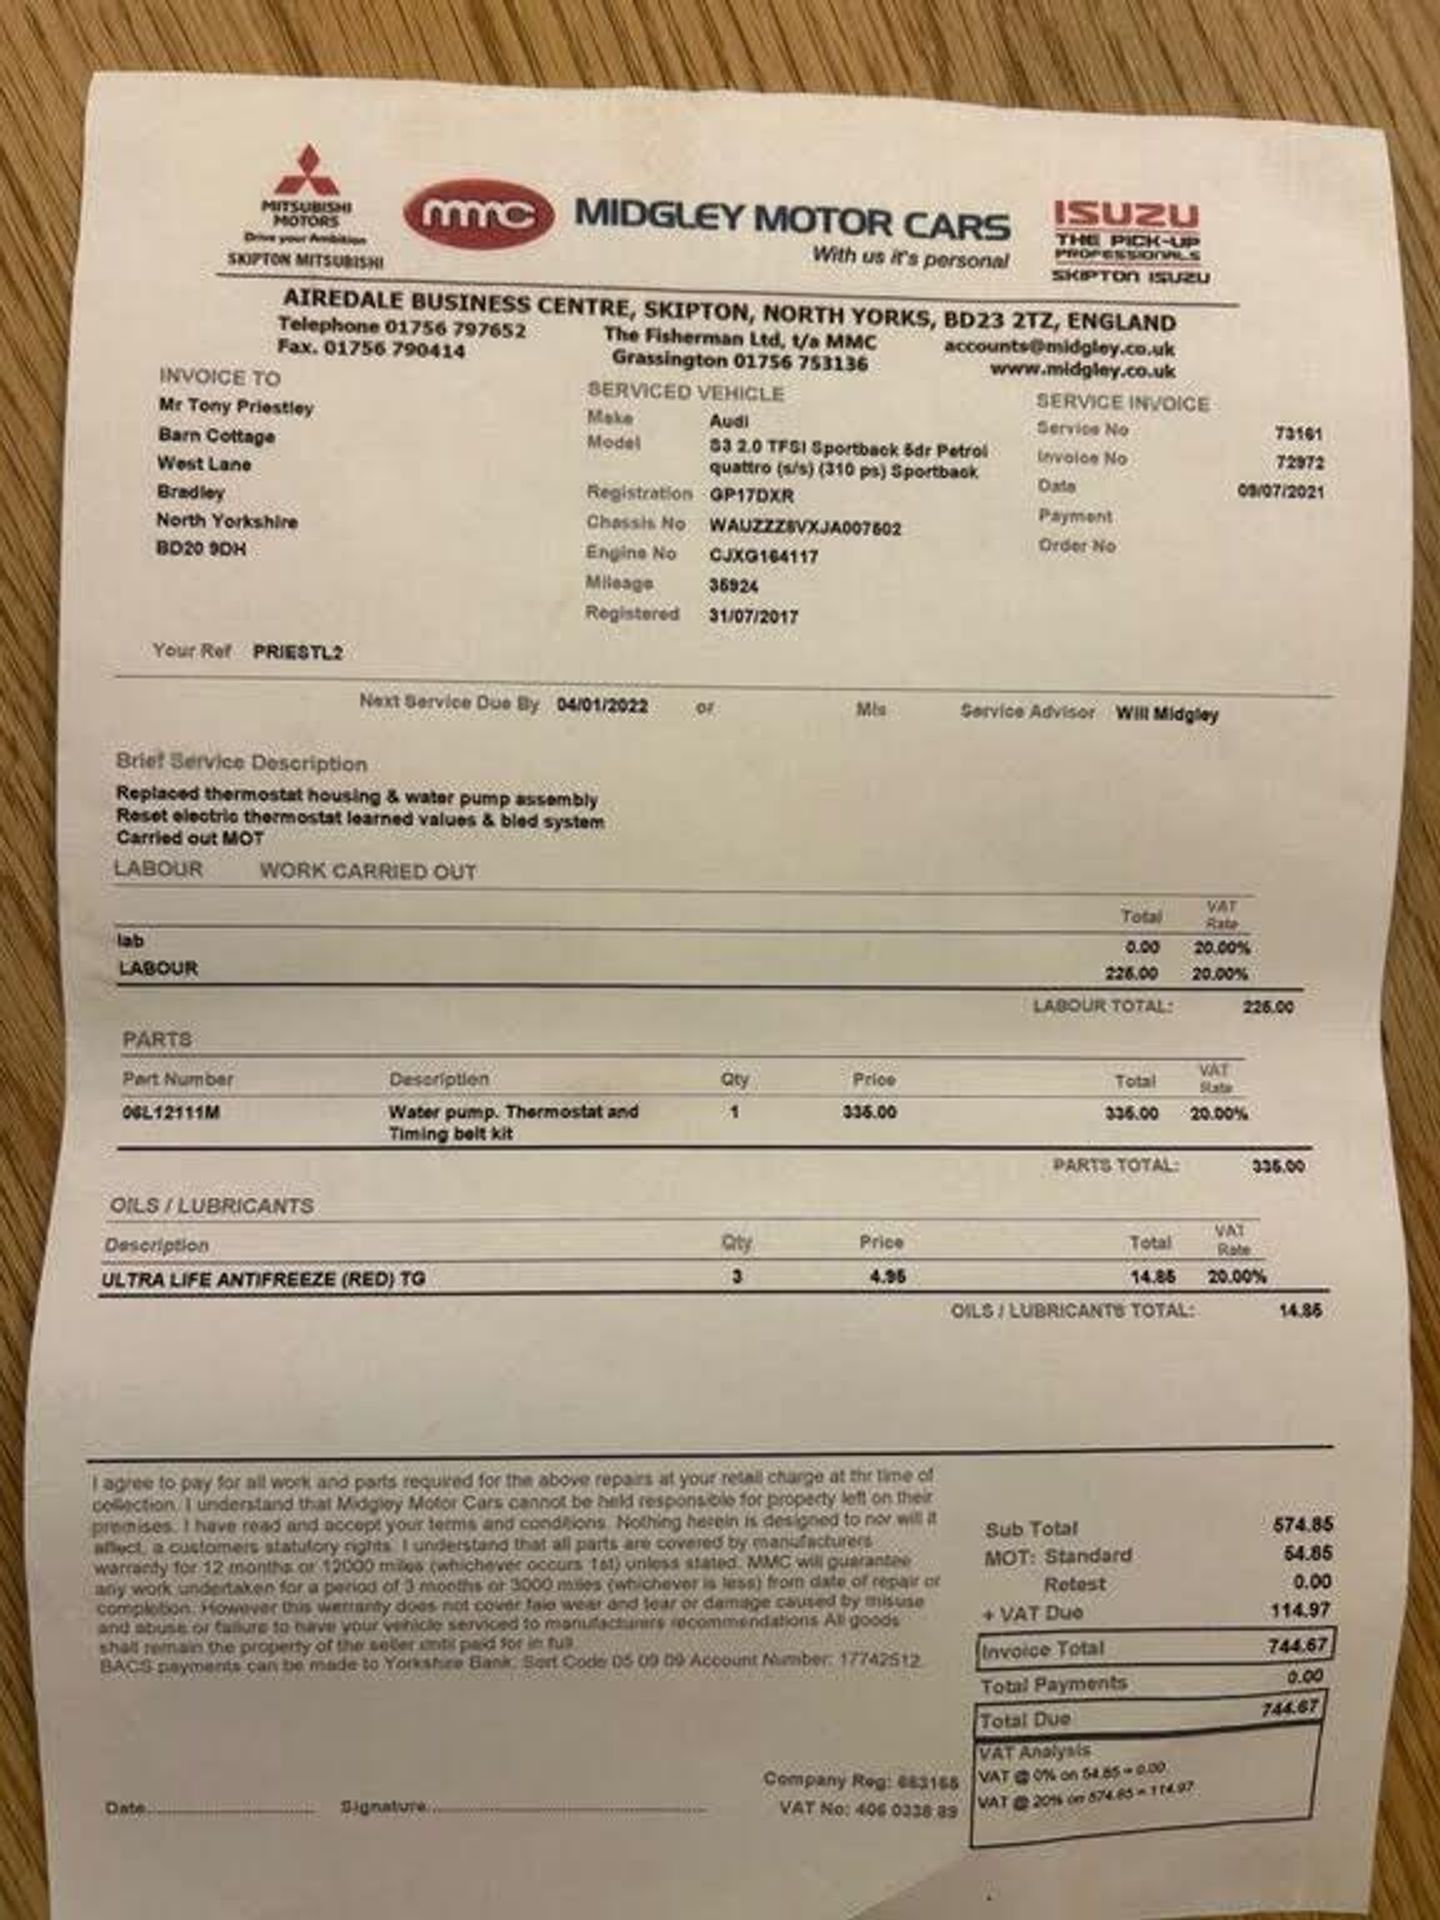 MITSUBISHI
MOTORS
Drive your Ambition
SKIPTON MITSUBISHI
mmc
MIDGLEY MOTOR CARS
With us it's personal
ISUZU
THE PICK-UP
PROFESSIONALS
SKIPTON ISUZU
AIREDALE BUSINESS CENTRE, SKIPTON, NORTH YORKS, BD23 2TZ, ENGLAND
Telephone 01756 797652 The Fisherman Ltd, t/a MMC accounts@midgley.co.uk
Fax. 01756 790414 Grassington 01756 753136 www.midgley.co.uk
INVOICE TO
Mr Tony Priestley
Barn Cottage
West Lane
Bradley
North Yorkshire
BD20 9DH
SERVICED VEHICLE
Make Audi
Model S3 2.0 TFSI Sportback 5dr Petrol
quattro (s/s) (310 ps) Sportback
Registration GP17DXR
Chassis No WAUZZZ8VXJA007602
Engine No CJXG164117
Mileage 35924
Registered 31/07/2017
SERVICE INVOICE
Service No 73161
Invoice No 72972
Date 09/07/2021
Payment
Order No
Your Ref PRIESTL2
Next Service Due By 04/01/2022 or Mls Service Advisor Will Midgley
Brief Service Description
Replaced thermostat housing & water pump assembly
Reset electric thermostat learned values & bled system
Carried out MOT
LABOUR WORK CARRIED OUT
Total VAT Rate
lab 0.00 20.00%
LABOUR 225.00 20.00%
LABOUR TOTAL: 225.00
PARTS
Part Number Description Qty Price Total VAT Rate
06L12111M Water pump. Thermostat and 1 335.00 335.00 20.00%
Timing belt kit
PARTS TOTAL: 335.00
OILS / LUBRICANTS
Description Qty Price Total VAT Rate
ULTRA LIFE ANTIFREEZE (RED) TG 3 4.95 14.85 20.00%
OILS / LUBRICANTS TOTAL: 14.85
I agree to pay for all work and parts required for the above repairs at your retail charge at thr time of
collection. I understand that Midgley Motor Cars cannot be held responsible for property left on their
premises. I have read and accept your terms and conditions. Nothing herein is designed to nor will it
affect, a customers statutory rights. I understand that all parts are covered by manufacturers
warranty for 12 months or 12000 miles (whichever occurs 1st) unless stated. MMC will guarantee
any work undertaken for a period of 3 months or 3000 miles (whichever is less) from date of repair or
completion. However this warranty does not cover faie wear and tear or damage caused by misuse
and abuse or failure to have your vehicle serviced to manufacturers recommendations All goods
shall remain the property of the seller until paid for in full.
BACS payments can be made to Yorkshire Bank. Sort Code 05 09 09 Account Number: 17742512
Sub Total 574.85
MOT: Standard 54.85
Retest 0.00
+ VAT Due 114.97
Invoice Total 744.67
Total Payments 0.00
Total Due 744.67
VAT Analysis
VAT @ 0% on 54.85 = 0.00
VAT @ 20% on 574.85 = 114.97
Company Reg: 663168
VAT No: 406 0338 89
Date Signature